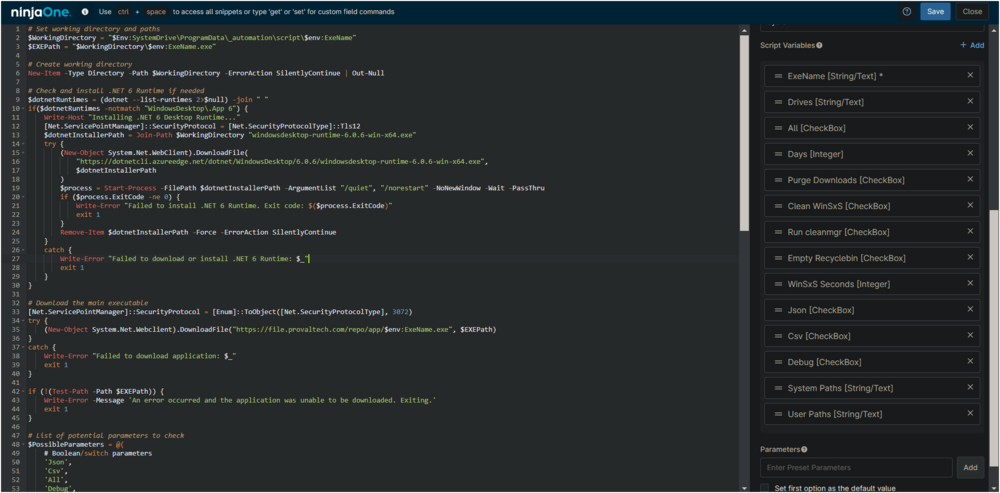 ninjaOne
Use ctrl + space to access all snippets or type 'get' or 'set' for custom field commands
Save
Close
1 # Set working directory and paths
2 $WorkingDirectory = "$Env:SystemDrive\ProgramData\_automation\script\$env:ExeName"
3 $EXEPath = "$WorkingDirectory\$env:ExeName.exe"
4
5 # Create working directory
6 New-Item -Type Directory -Path $WorkingDirectory -ErrorAction SilentlyContinue | Out-Null
7
8 # Check and install .NET 6 Runtime if needed
9 $dotnetRuntimes = (dotnet --list-runtimes 2>$null) -join " "
10 if($dotnetRuntimes -notmatch "WindowsDesktop\.App 6") {
11 Write-Host "Installing .NET 6 Desktop Runtime..."
12 [Net.ServicePointManager]::SecurityProtocol = [Net.SecurityProtocolType]::Tls12
13 $dotnetInstallerPath = Join-Path $WorkingDirectory "windowsdesktop-runtime-6.0.6-win-x64.exe"
14 try {
15 (New-Object System.Net.WebClient).DownloadFile(
16 "https://dotnetcli.azureedge.net/dotnet/WindowsDesktop/6.0.6/windowsdesktop-runtime-6.0.6-win-x64.exe",
17 $dotnetInstallerPath
18 )
19 $process = Start-Process -FilePath $dotnetInstallerPath -ArgumentList "/quiet", "/norestart" -NoNewWindow -Wait -PassThru
20 if ($process.ExitCode -ne 0) {
21 Write-Error "Failed to install .NET 6 Runtime. Exit code: $($process.ExitCode)"
22 exit 1
23 }
24 Remove-Item $dotnetInstallerPath -Force -ErrorAction SilentlyContinue
25 }
26 catch {
27 Write-Error "Failed to download or install .NET 6 Runtime: $_"
28 exit 1
29 }
30 }
31
32 # Download the main executable
33 [Net.ServicePointManager]::SecurityProtocol = [Enum]::ToObject([Net.SecurityProtocolType], 3072)
34 try {
35 (New-Object System.Net.Webclient).DownloadFile("https://file.provaltech.com/repo/app/$env:ExeName.exe", $EXEPath)
36 }
37 catch {
38 Write-Error "Failed to download application: $_"
39 exit 1
40 }
41
42 if (!(Test-Path -Path $EXEPath)) {
43 Write-Error -Message 'An error occurred and the application was unable to be downloaded. Exiting.'
44 exit 1
45 }
46
47 # List of potential parameters to check
48 $PossibleParameters = @(
49 # Boolean/switch parameters
50 'Json',
51 'Csv',
52 'All',
53 'Debug',
Script Variables
+ Add
ExeName [String/Text] *
Drives [String/Text]
All [CheckBox]
Days [Integer]
Purge Downloads [CheckBox]
Clean WinSxS [CheckBox]
Run cleanmgr [CheckBox]
Empty Recyclebin [CheckBox]
WinSxS Seconds [Integer]
Json [CheckBox]
Csv [CheckBox]
Debug [CheckBox]
System Paths [String/Text]
User Paths [String/Text]
Parameters
Enter Preset Parameters
Add
Set first option as the default value